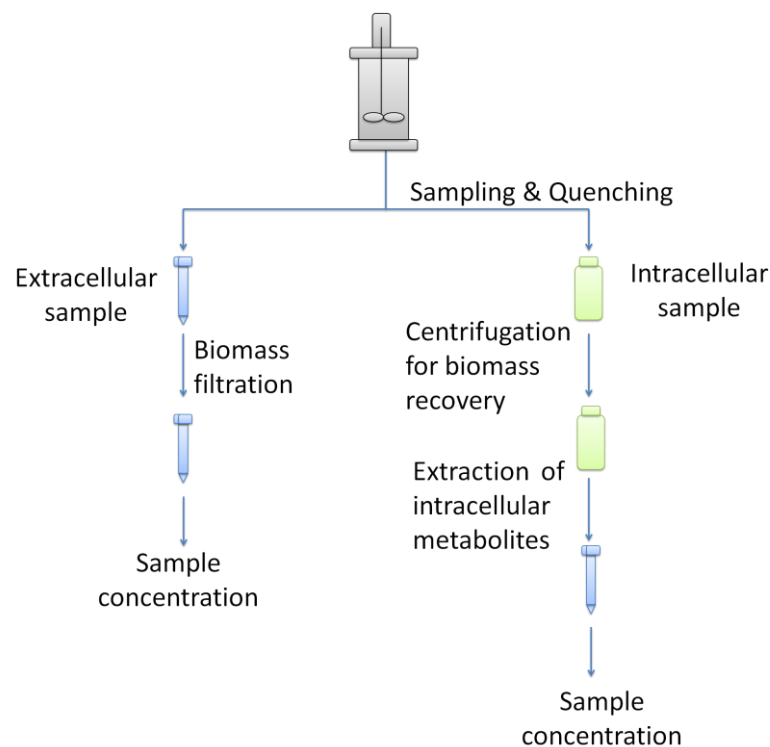 Sampling & Quenching
Extracellular
sample
Intracellular
sample
Biomass
filtration
Centrifugation
for biomass
recovery
Extraction of
intracellular
metabolites
Sample
concentration
Sample
concentration